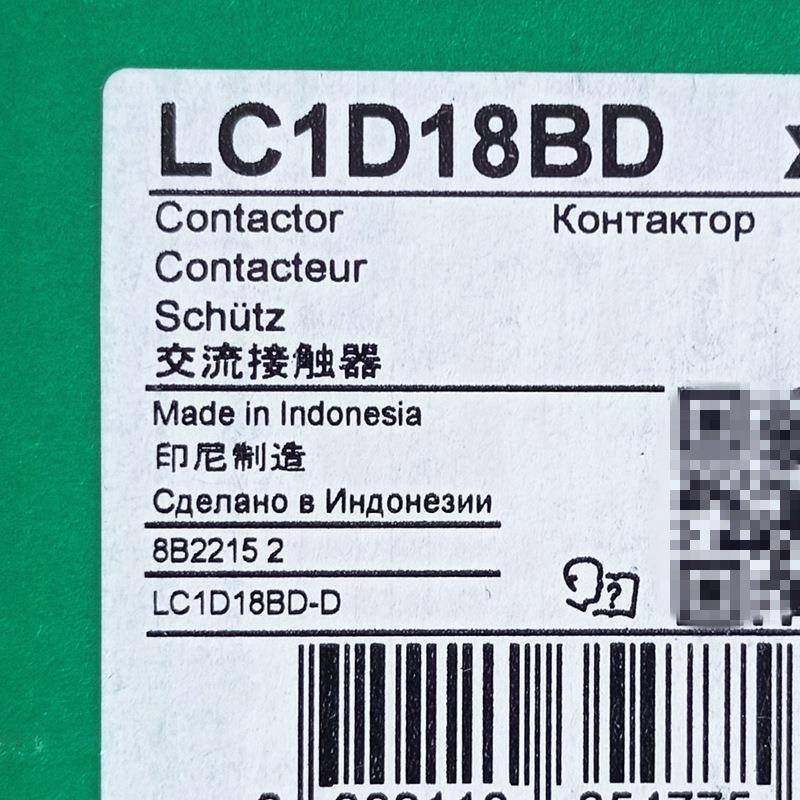 LC1D18BD
Contactor Контактор
Contacteur
Schütz
交流接触器
Made in Indonesia
印尼制造
Сделано в Индонезии
8B2215 2
LC1D18BD-D